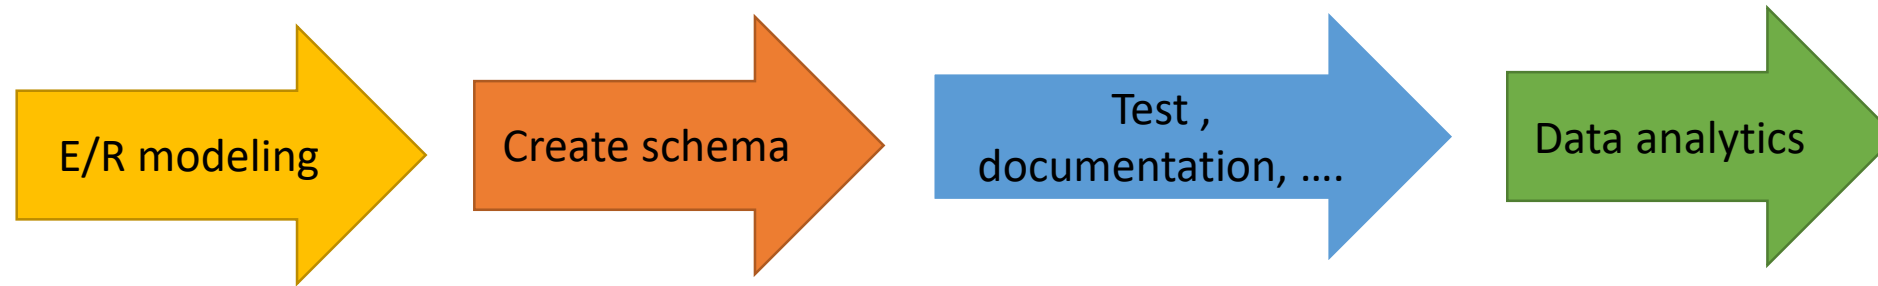 E/R modeling
Create schema
Test ,
documentation, ....
Data analytics